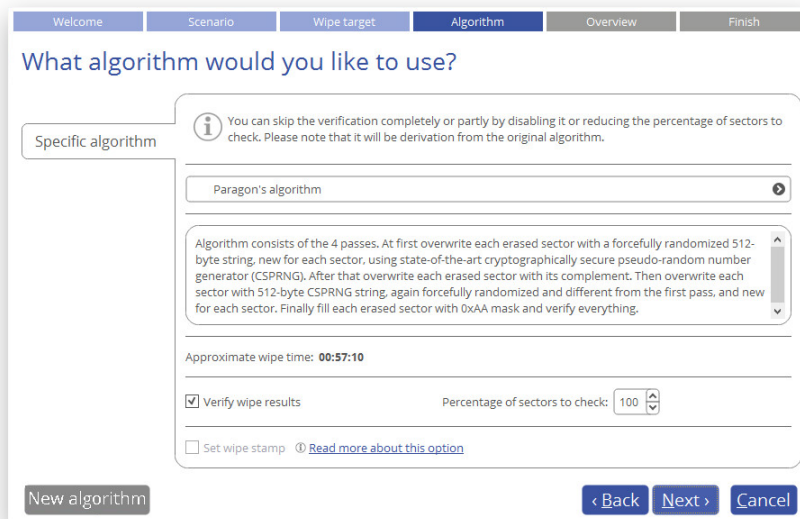 Welcome
Scenario
Wipe target
Algorithm
Overview
Finish
What algorithm would you like to use?
Specific algorithm
You can skip the verification completely or partly by disabling it or reducing the percentage of sectors to
check. Please note that it will be derivation from the original algorithm.
Paragon's algorithm
Algorithm consists of the 4 passes. At first overwrite each erased sector with a forcefully randomized 512-
byte string, new for each sector, using state-of-the-art cryptographically secure pseudo-random number
generator (CSPRNG). After that overwrite each erased sector with its complement. Then overwrite each
sector with 512-byte CSPRNG string, again forcefully randomized and different from the first pass, and new
for each sector. Finally fill each erased sector with 0xAA mask and verify everything.
Approximate wipe time: 00:57:10
Verify wipe results
Percentage of sectors to check: 100
Set wipe stamp
Read more about this option
New algorithm
‹ Back
Next ›
Cancel